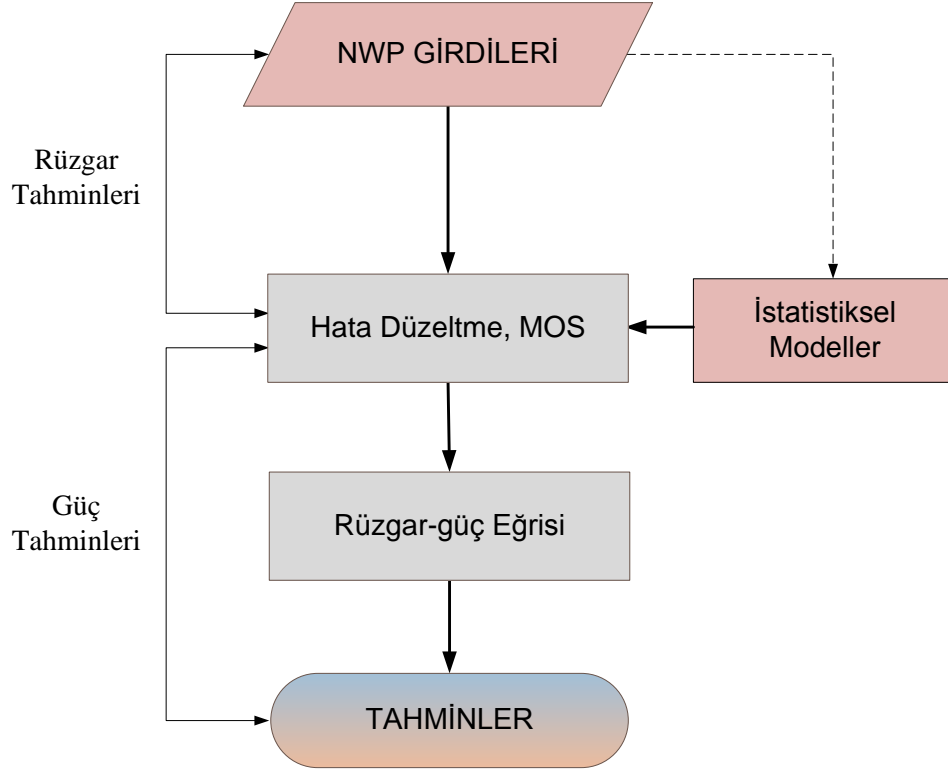 NWP GİRDİLERİ
Rüzgar
Tahminleri
Hata Düzeltme, MOS
İstatistiksel
Modeller
Güç
Tahminleri
Rüzgar-güç Eğrisi
TAHMİNLER